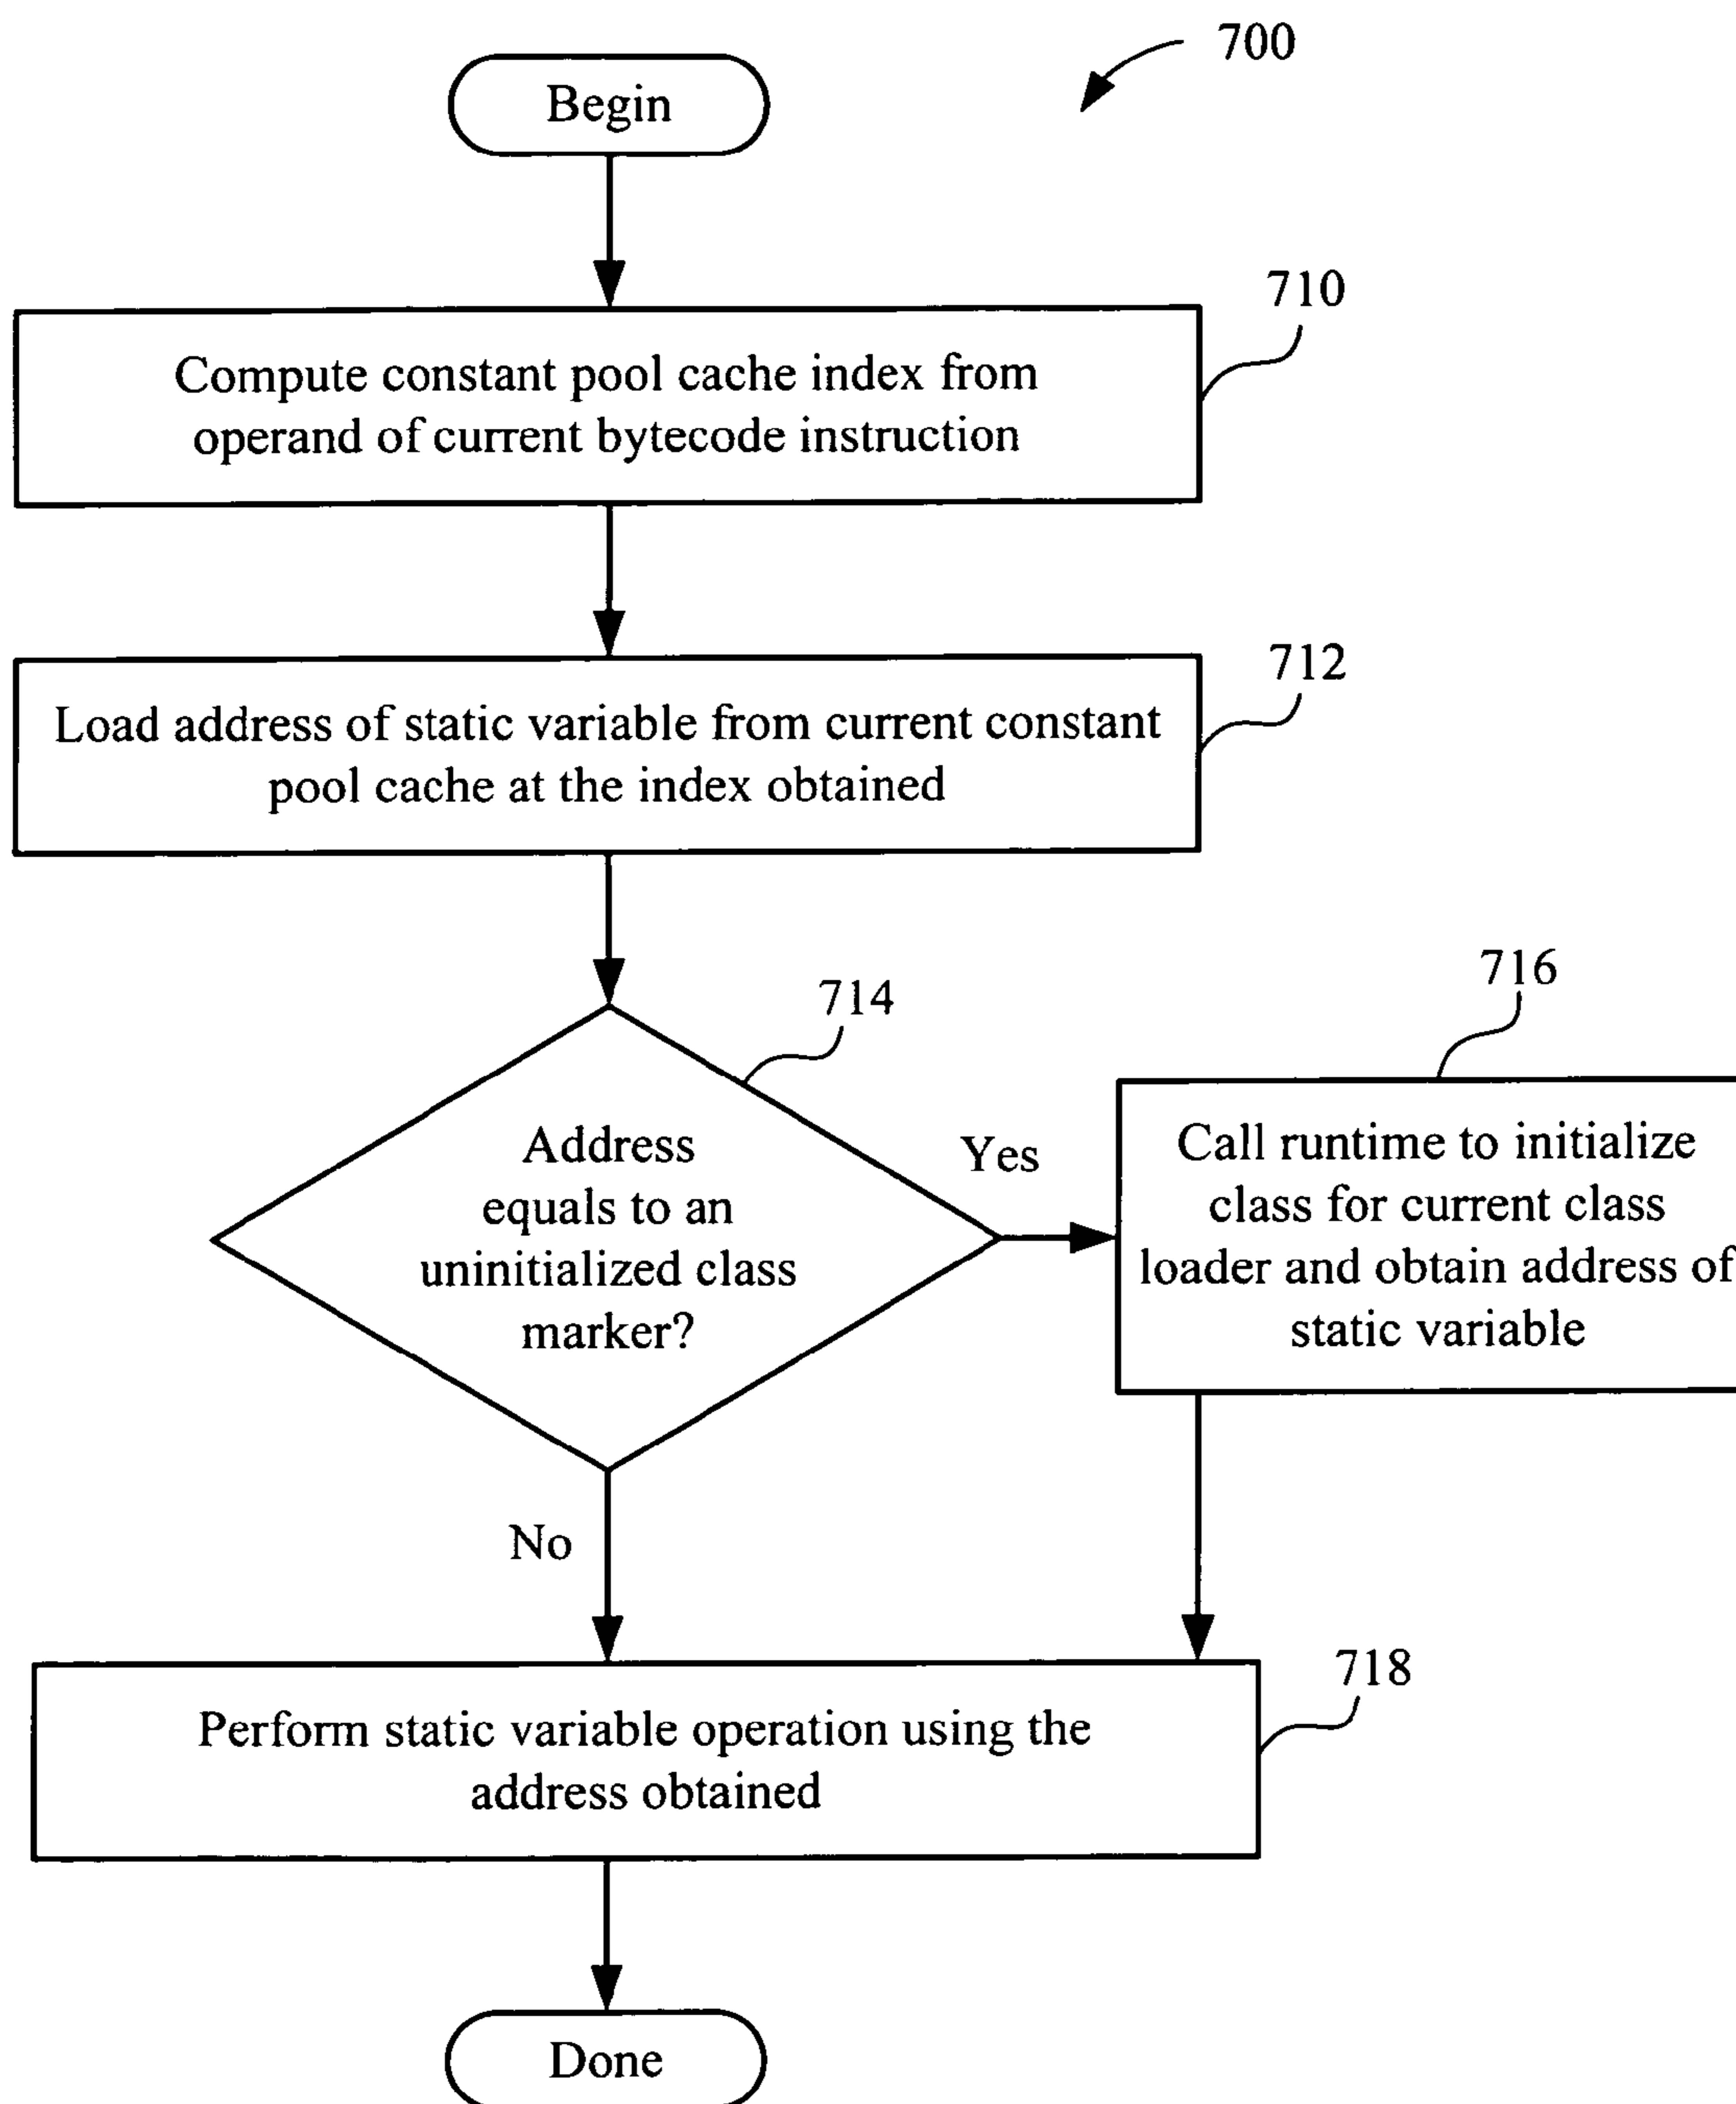 700
Begin
710
Compute constant pool cache index from
operand of current bytecode instruction
712
Load address of static variable from current constant
pool cache at the index obtained
714
716
Address
equals to an
uninitialized class
marker?
Yes
Call runtime to initialize
class for current class
loader and obtain address of
static variable
No
718
Perform static variable operation using the
address obtained
Done